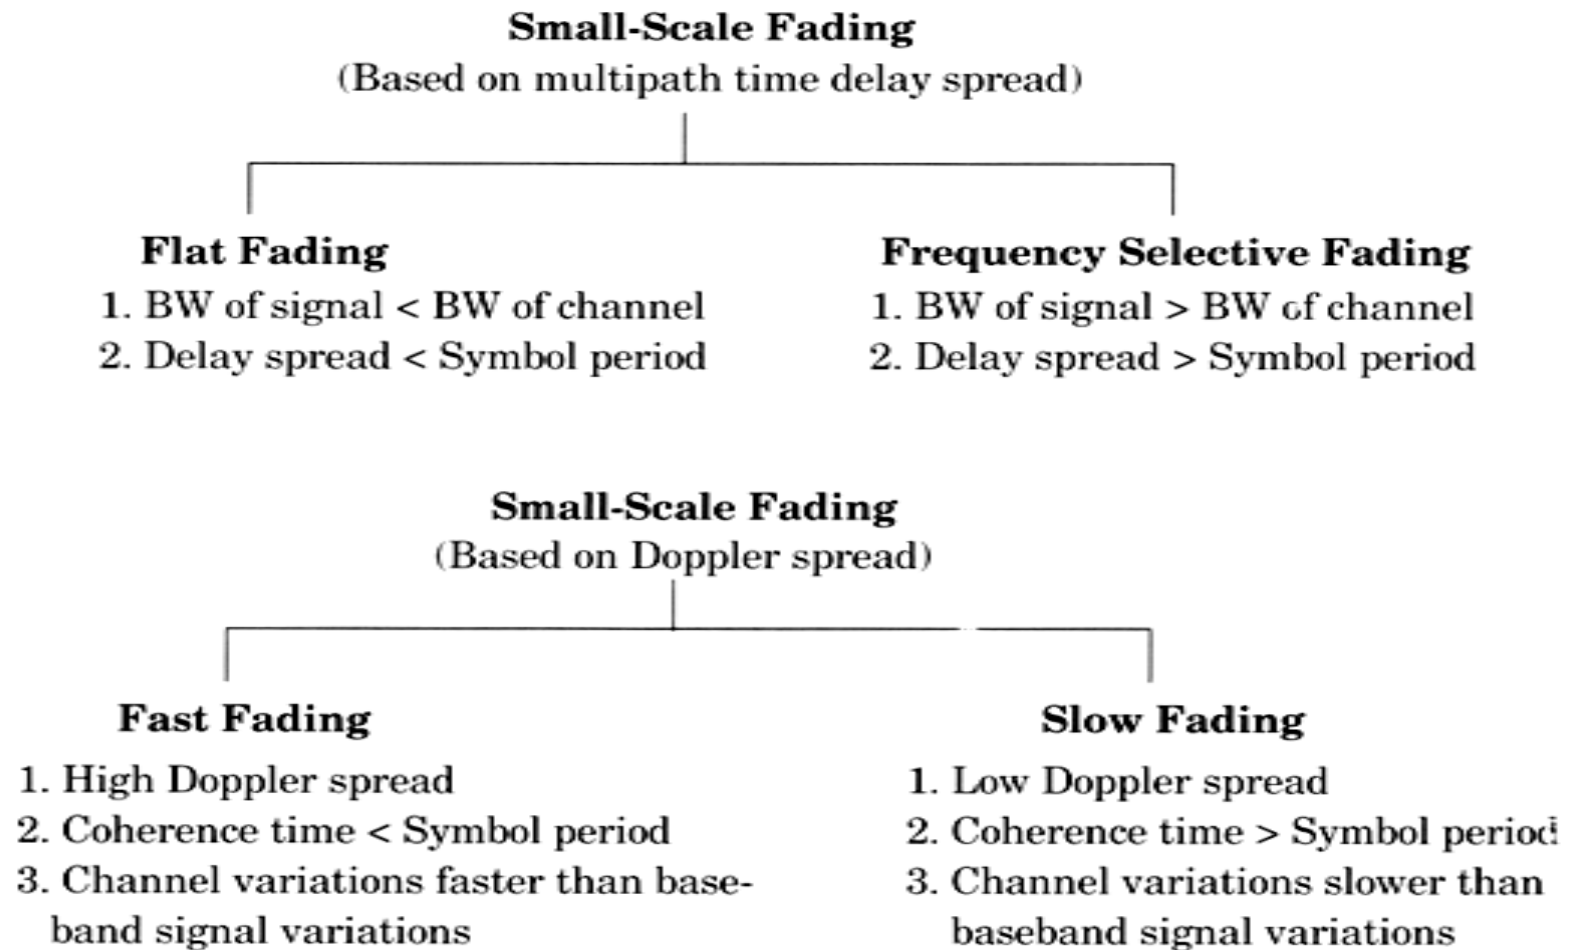 Small-Scale Fading
(Based on multipath time delay spread)
Flat Fading
1. BW of signal < BW of channel
2. Delay spread < Symbol period
Frequency Selective Fading
1. BW of signal > BW of channel
2. Delay spread > Symbol period
Small-Scale Fading
(Based on Doppler spread)
Fast Fading
1. High Doppler spread
2. Coherence time < Symbol period
3. Channel variations faster than base-
band signal variations
Slow Fading
1. Low Doppler spread
2. Coherence time > Symbol period
3. Channel variations slower than
baseband signal variations